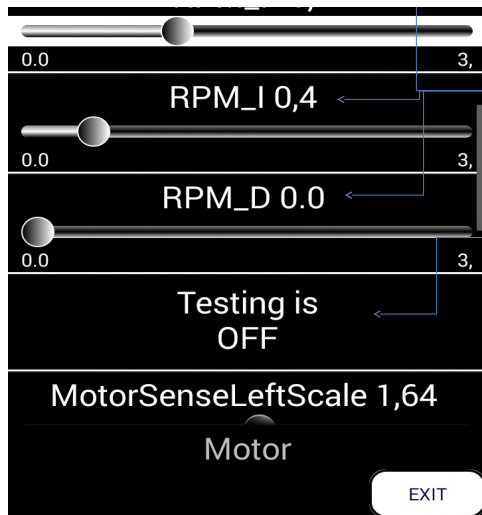 0.0 3,
RPM_I 0,4
0.0 3,
RPM_D 0.0
0.0 3,
Testing is
OFF
MotorSenseLeftScale 1,64
Motor
EXIT